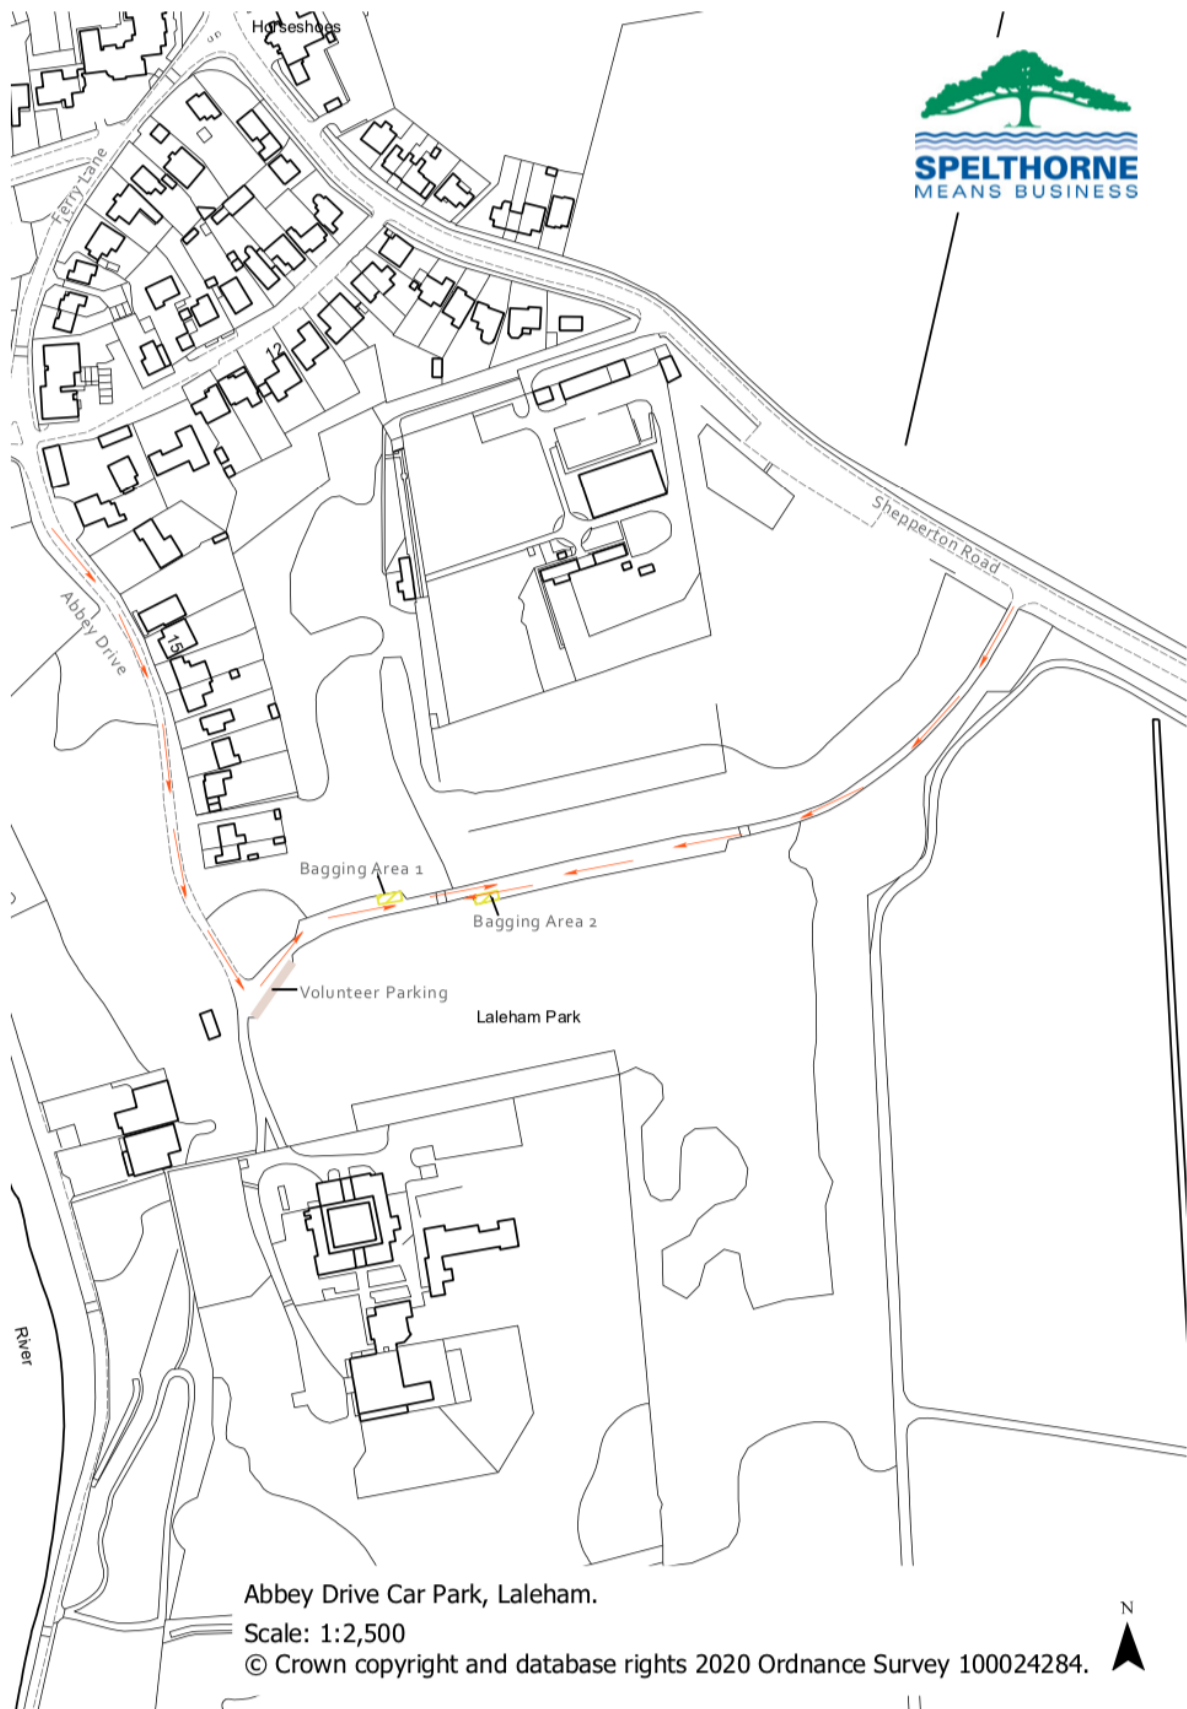 Horseshoes
SPELTHORNE
MEANS BUSINESS
Ferry Lane
12
Shepperton Road
Abbey Drive
15
Bagging Area 1
Bagging Area 2
Volunteer Parking
Laleham Park
River
Abbey Drive Car Park, Laleham.
Scale: 1:2,500
© Crown copyright and database rights 2020 Ordnance Survey 100024284.
N